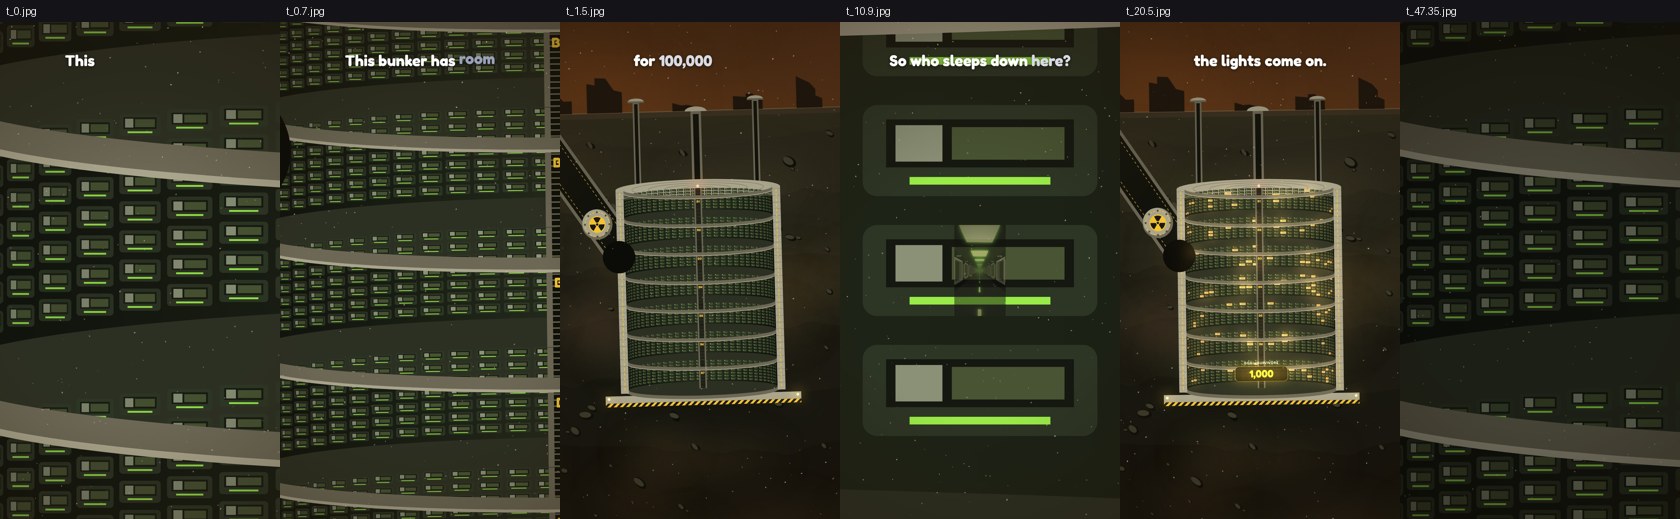 t_0.jpg
t_0.7.jpg
t_1.5.jpg
t_10.9.jpg
t_20.5.jpg
t_47.35.jpg
This
This bunker has room
for 100,000
So who sleeps down here?
the lights come on.
1,000